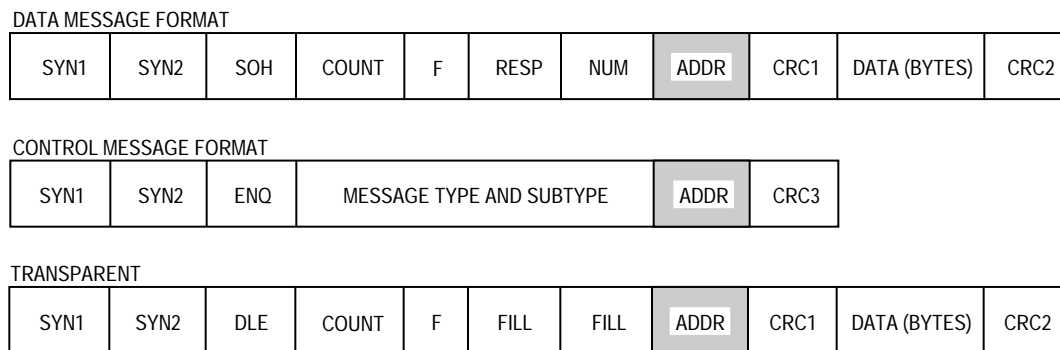 DATA MESSAGE FORMAT
SYN1 SYN2 SOH COUNT F RESP NUM ADDR CRC1 DATA (BYTES) CRC2
CONTROL MESSAGE FORMAT
SYN1 SYN2 ENQ MESSAGE TYPE AND SUBTYPE ADDR CRC3
TRANSPARENT
SYN1 SYN2 DLE COUNT F FILL FILL ADDR CRC1 DATA (BYTES) CRC2